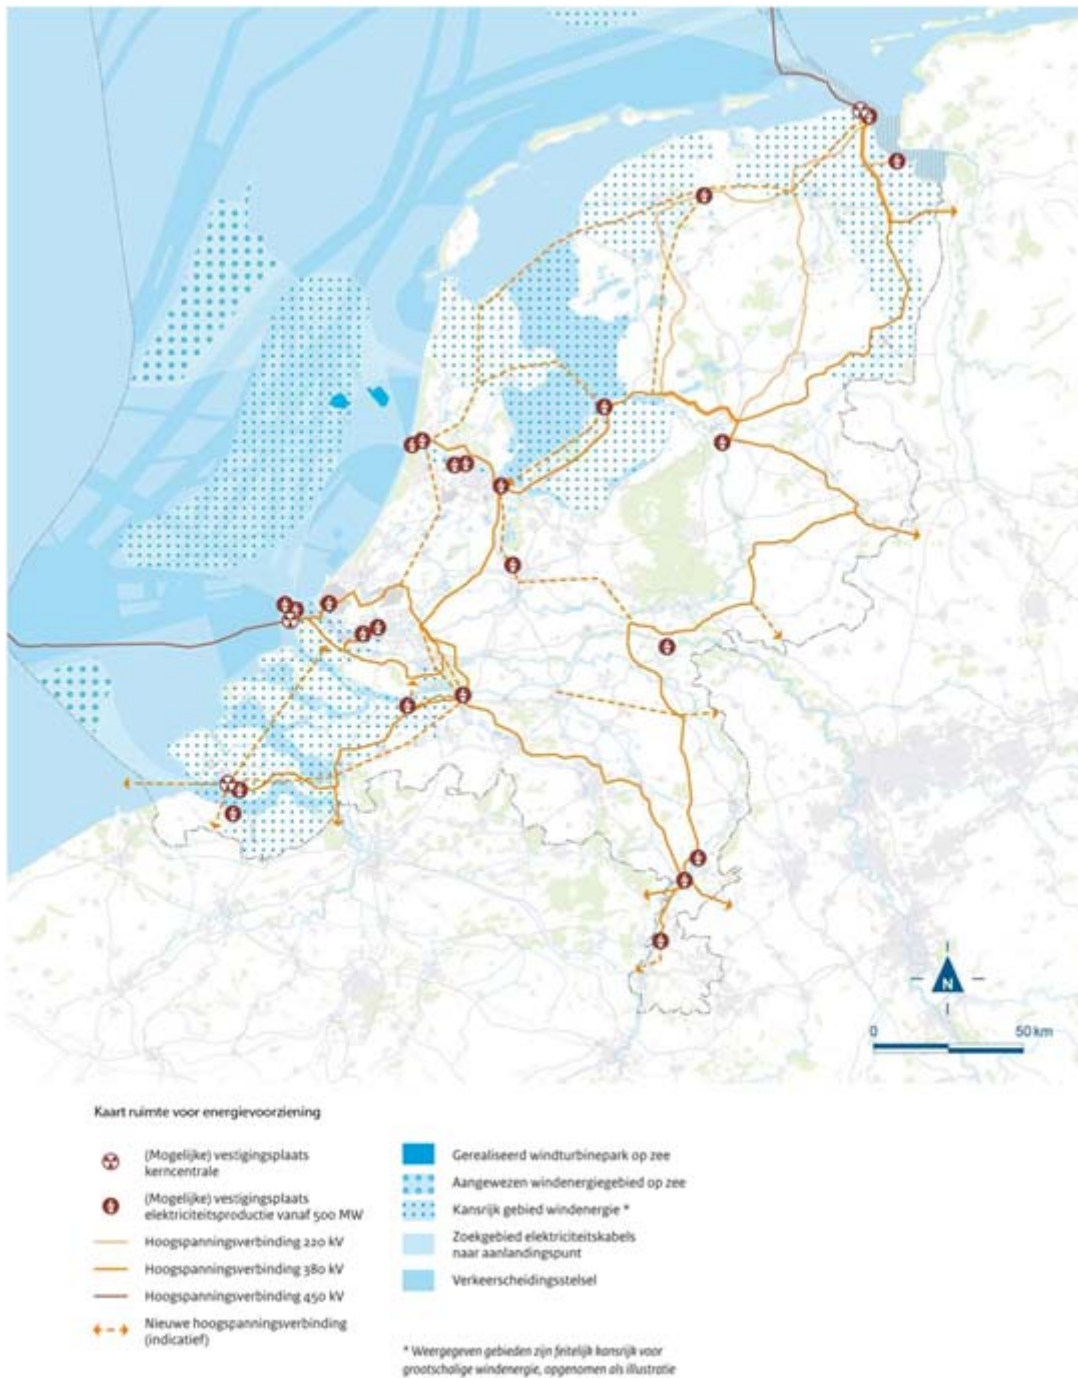 N
0
50 km
Kaart ruimte voor energievoorziening
(Mogelijke) vestigingsplaats
kerncentrale
(Mogelijke) vestigingsplaats
elektriciteitsproductie vanaf 500 MW
Hoogspanningsverbinding 220 kV
Hoogspanningsverbinding 380 kV
Hoogspanningsverbinding 450 kV
Nieuwe hoogspanningsverbinding
(indicatief)
Gerealiseerd windturbinepark op zee
Aangewezen windenergiegebied op zee
Kansrijk gebied windenergie *
Zoekgebied elektriciteitskabels
naar aanlandingspunt
Verkeerscheidingsstelsel
* Weergegeven gebieden zijn feitelijk kansrijk voor
grootschalige windenergie, opgenomen als illustratie